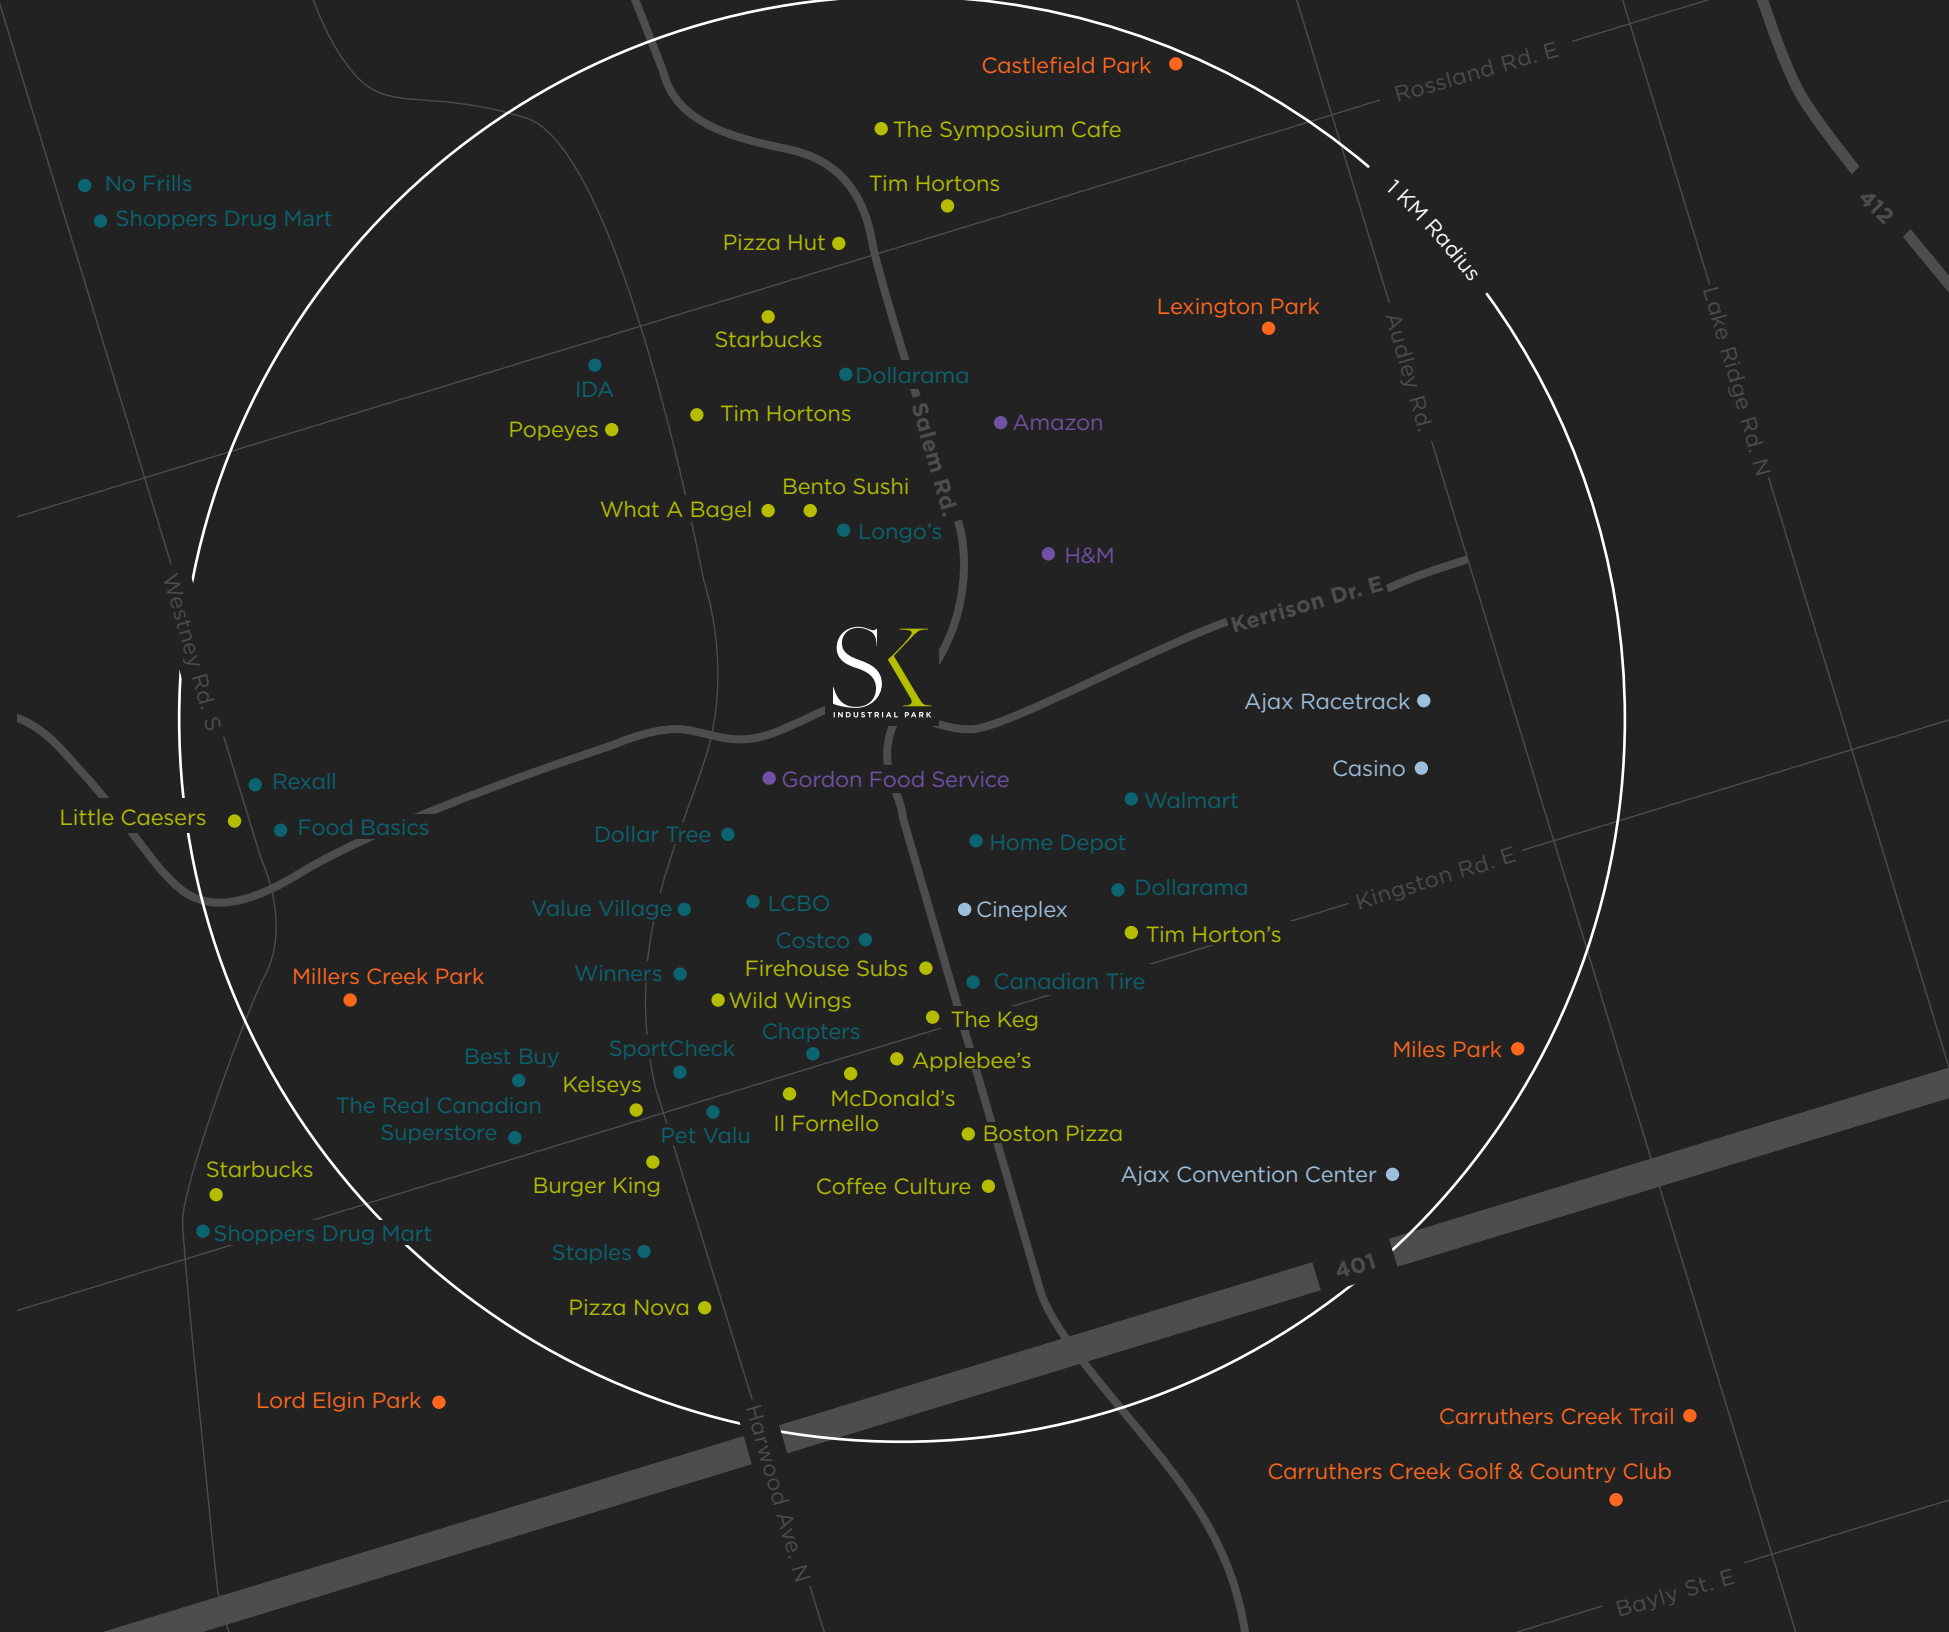 Castlefield Park
Rossland Rd. E
The Symposium Cafe
No Frills
Tim Hortons
1 KM Radius
412
Shoppers Drug Mart
Pizza Hut
Lexington Park
Starbucks
Audley Rd.
Lake Ridge Rd. N
IDA
Dollarama
Popeyes
Tim Hortons
Salem Rd.
Amazon
Bento Sushi
What A Bagel
Longo's
H&M
Kerrison Dr. E
Westney Rd. S
SK
INDUSTRIAL PARK
Ajax Racetrack
Casino
Rexall
Gordon Food Service
Walmart
Little Caesers
Food Basics
Dollar Tree
Home Depot
Kingston Rd. E
Dollarama
Value Village
LCBO
Cineplex
Tim Horton's
Costco
Firehouse Subs
Millers Creek Park
Winners
Canadian Tire
Wild Wings
The Keg
Chapters
Miles Park
Best Buy
SportCheck
Applebee's
Kelseys
McDonald's
The Real Canadian
Superstore
Il Fornello
Pet Valu
Boston Pizza
Starbucks
Burger King
Coffee Culture
Ajax Convention Center
Shoppers Drug Mart
Staples
401
Pizza Nova
Lord Elgin Park
Harwood Ave. N
Carruthers Creek Trail
Carruthers Creek Golf & Country Club
Bayly St. E